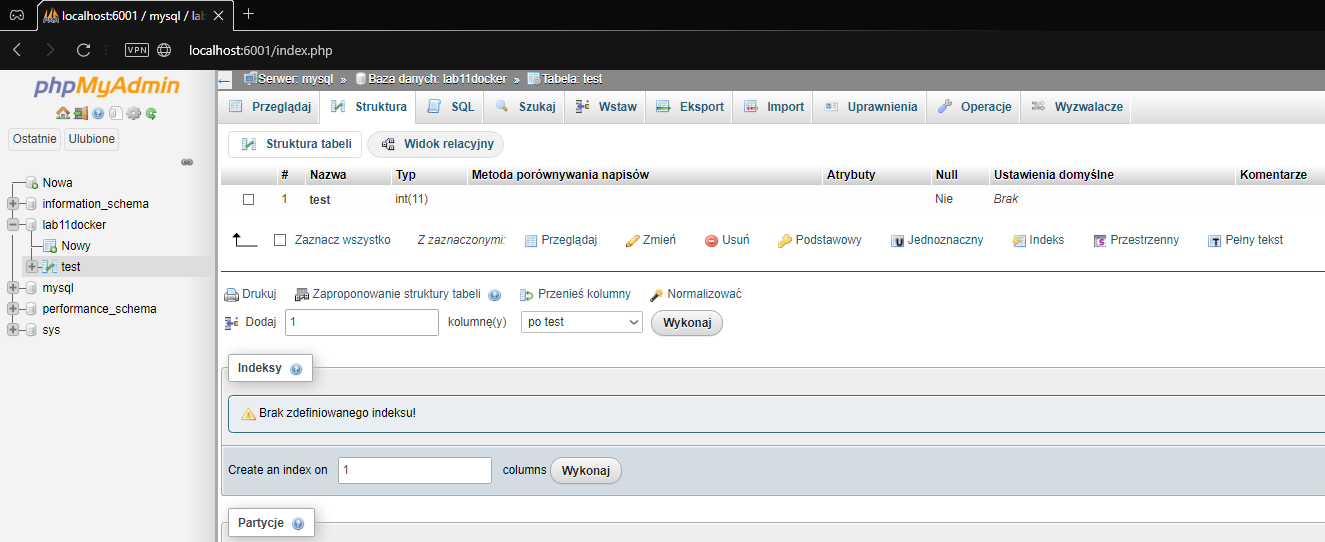 localhost:6001 / mysql / lab
VPN localhost:6001/index.php
phpMyAdmin
Ostatnie Ulubione
Nowa
information_schema
lab11docker
Nowy
test
mysql
performance_schema
sys
Serwer: mysql » Baza danych: lab11docker » Tabela: test
Przeglądaj Struktura SQL Szukaj Wstaw Eksport Import Uprawnienia Operacje Wyzwalacze
Struktura tabeli Widok relacyjny
# Nazwa Typ Metoda porównywania napisów Atrybuty Null Ustawienia domyślne Komentarze
1 test int(11) Nie Brak
Zaznacz wszystko Z zaznaczonymi: Przeglądaj Zmień Usuń Podstawowy Jednoznaczny Indeks Przestrzenny Pełny tekst
Drukuj Zaproponowanie struktury tabeli Przenieś kolumny Normalizować
Dodaj 1 kolumnę(y) po test Wykonaj
Indeksy
Brak zdefiniowanego indeksu!
Create an index on 1 columns Wykonaj
Partycje